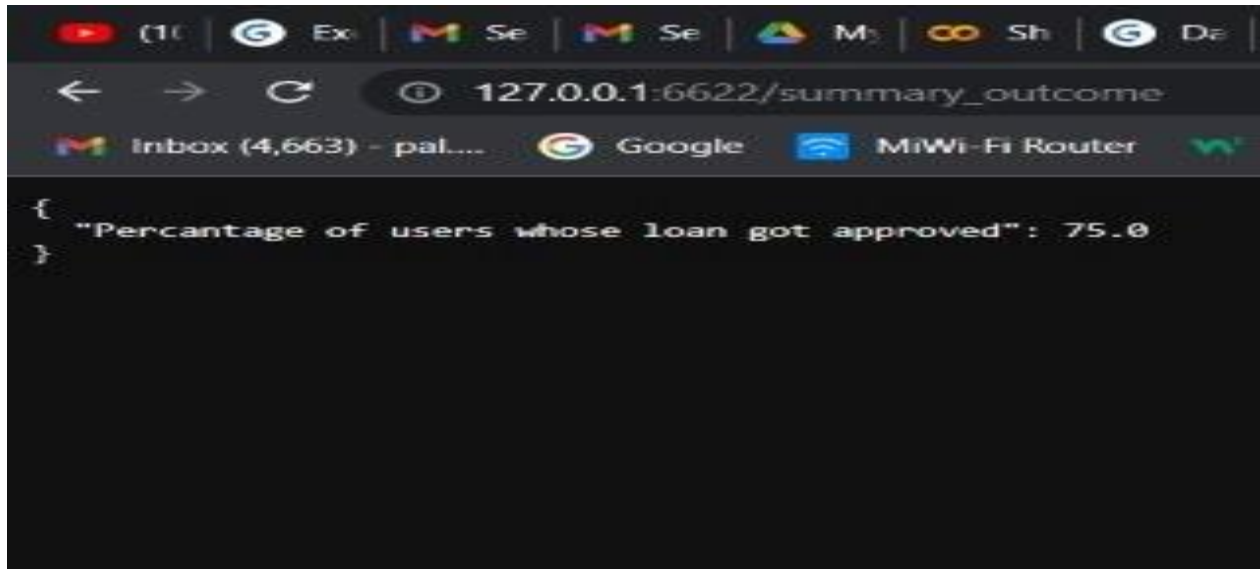 (1( Ex Se Se M Sh Da
127.0.0.1:6622/summary_outcome
Inbox (4,663) - pal.... Google MiWi-Fi Router
{
"Percantage of users whose loan got approved": 75.0
}